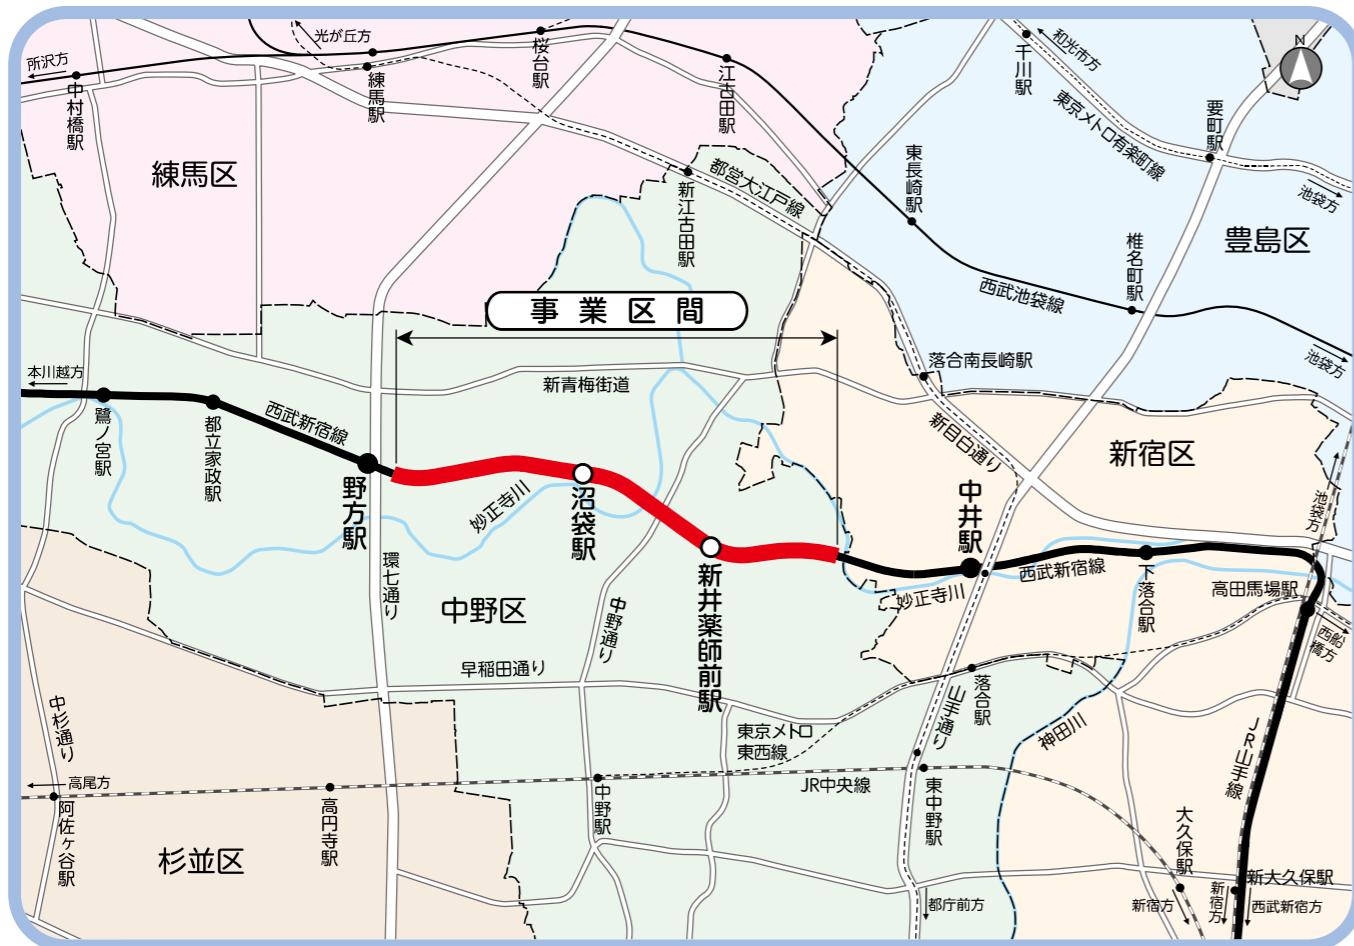 光が丘方
所沢方
中村橋駅
練馬駅
桜台駅
江古田駅
千川駅
和光市方
東京メトロ有楽町線
要町駅
池袋方
N
練馬区
新江古田駅
都営大江戸線
東長崎駅
椎名町駅
豊島区
西武池袋線
池袋方
事業区間
落合南長崎駅
本川越方
鷺ノ宮駅
都立家政駅
西武新宿線
新青梅街道
新目白通り
新宿区
野方駅
妙正寺川
沼袋駅
新井薬師前駅
中井駅
西武新宿線
妙正寺川
下落合駅
池袋方
高田馬場駅
西船橋方
環七通り
中野区
中野通り
早稲田通り
落合駅
山手通り
神田川
東京メトロ
東西線
JR山手線
中杉通り
高尾方
阿佐ヶ谷駅
高円寺駅
杉並区
中野駅
JR中央線
東中野駅
都庁前方
大久保駅
新大久保駅
新宿方
新宿方
西武新宿方